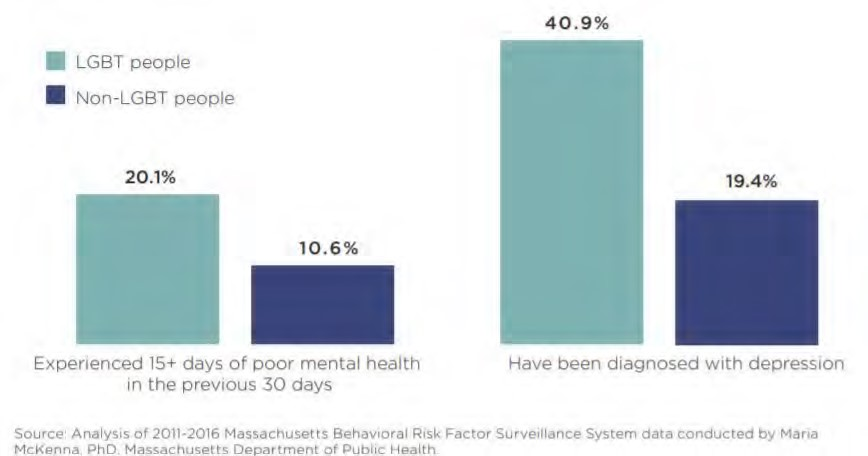 40.9%
LGBT people
Non-LGBT people
20.1%
19.4%
10.6%
Experienced 15+ days of poor mental health
in the previous 30 days
Have been diagnosed with depression
Source: Analysis of 2011-2016 Massachusetts Behavioral Risk Factor Surveillance System data conducted by Maria
McKenna, PhD, Massachusetts Department of Public Health.